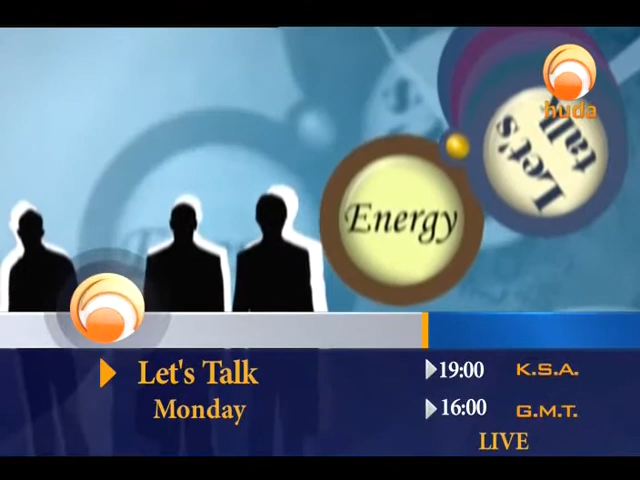 huda
Let's
talk
Energy
Let's Talk
Monday
19:00 K.S.A.
16:00 G.M.T.
LIVE